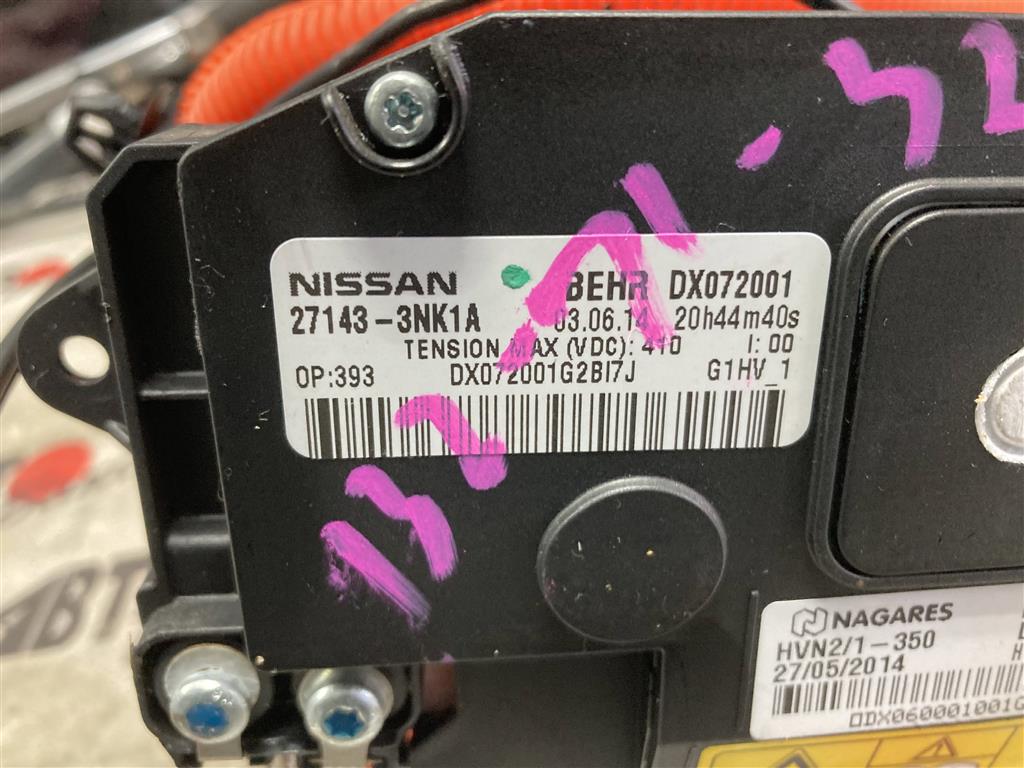 NISSAN BEHR DX072001
27143-3NK1A 03.06.14 20h44m40s
TENSION MAX (VDC): 410 I:00
OP:393 DX072001G2BI7J G1HV_1
NAGARES
HVN2/1-350
27/05/2014
DX060001001G